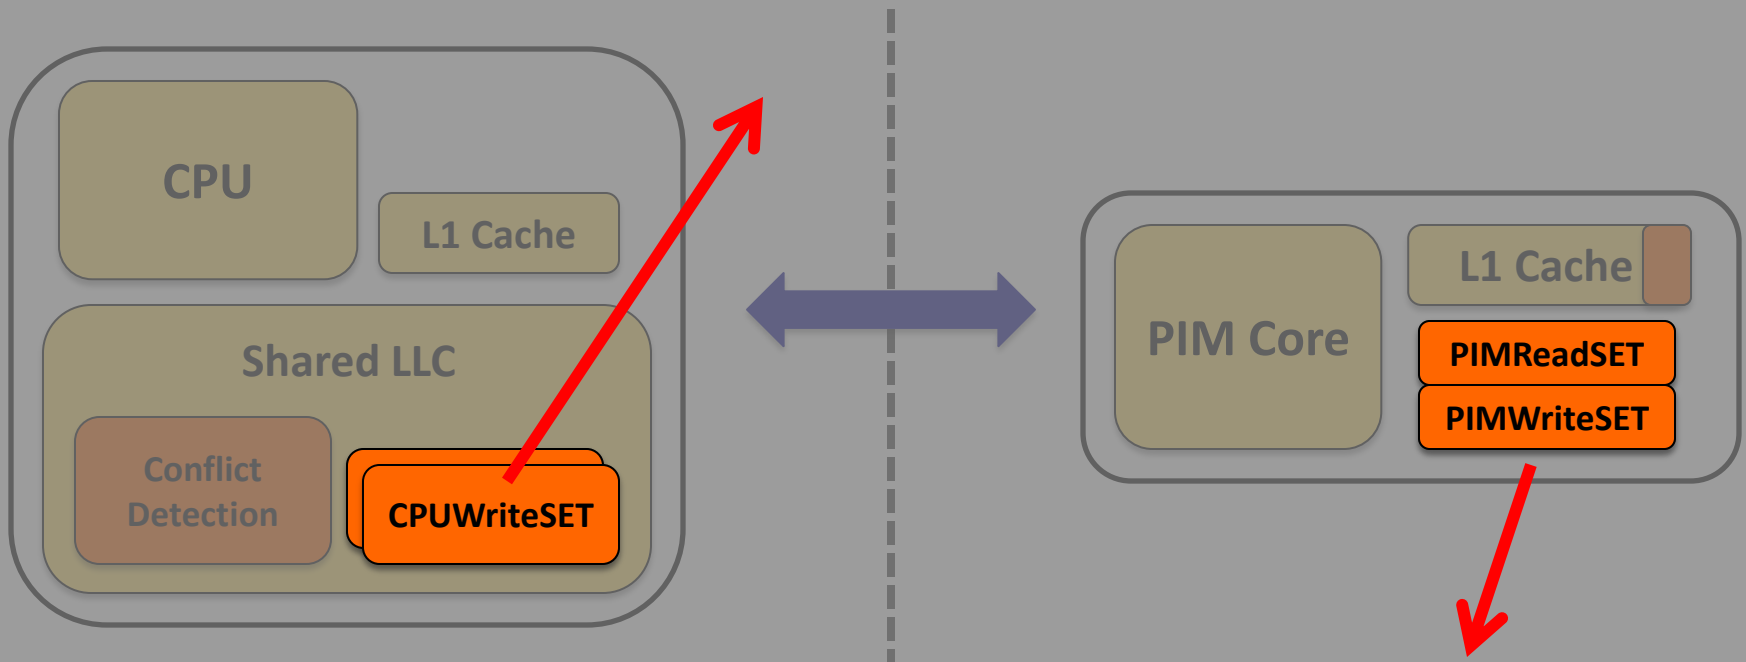 CPU
L1 Cache
Shared LLC
Conflict
Detection
CPUWriteSET
PIM Core
L1 Cache
PIMReadSET
PIMWriteSET